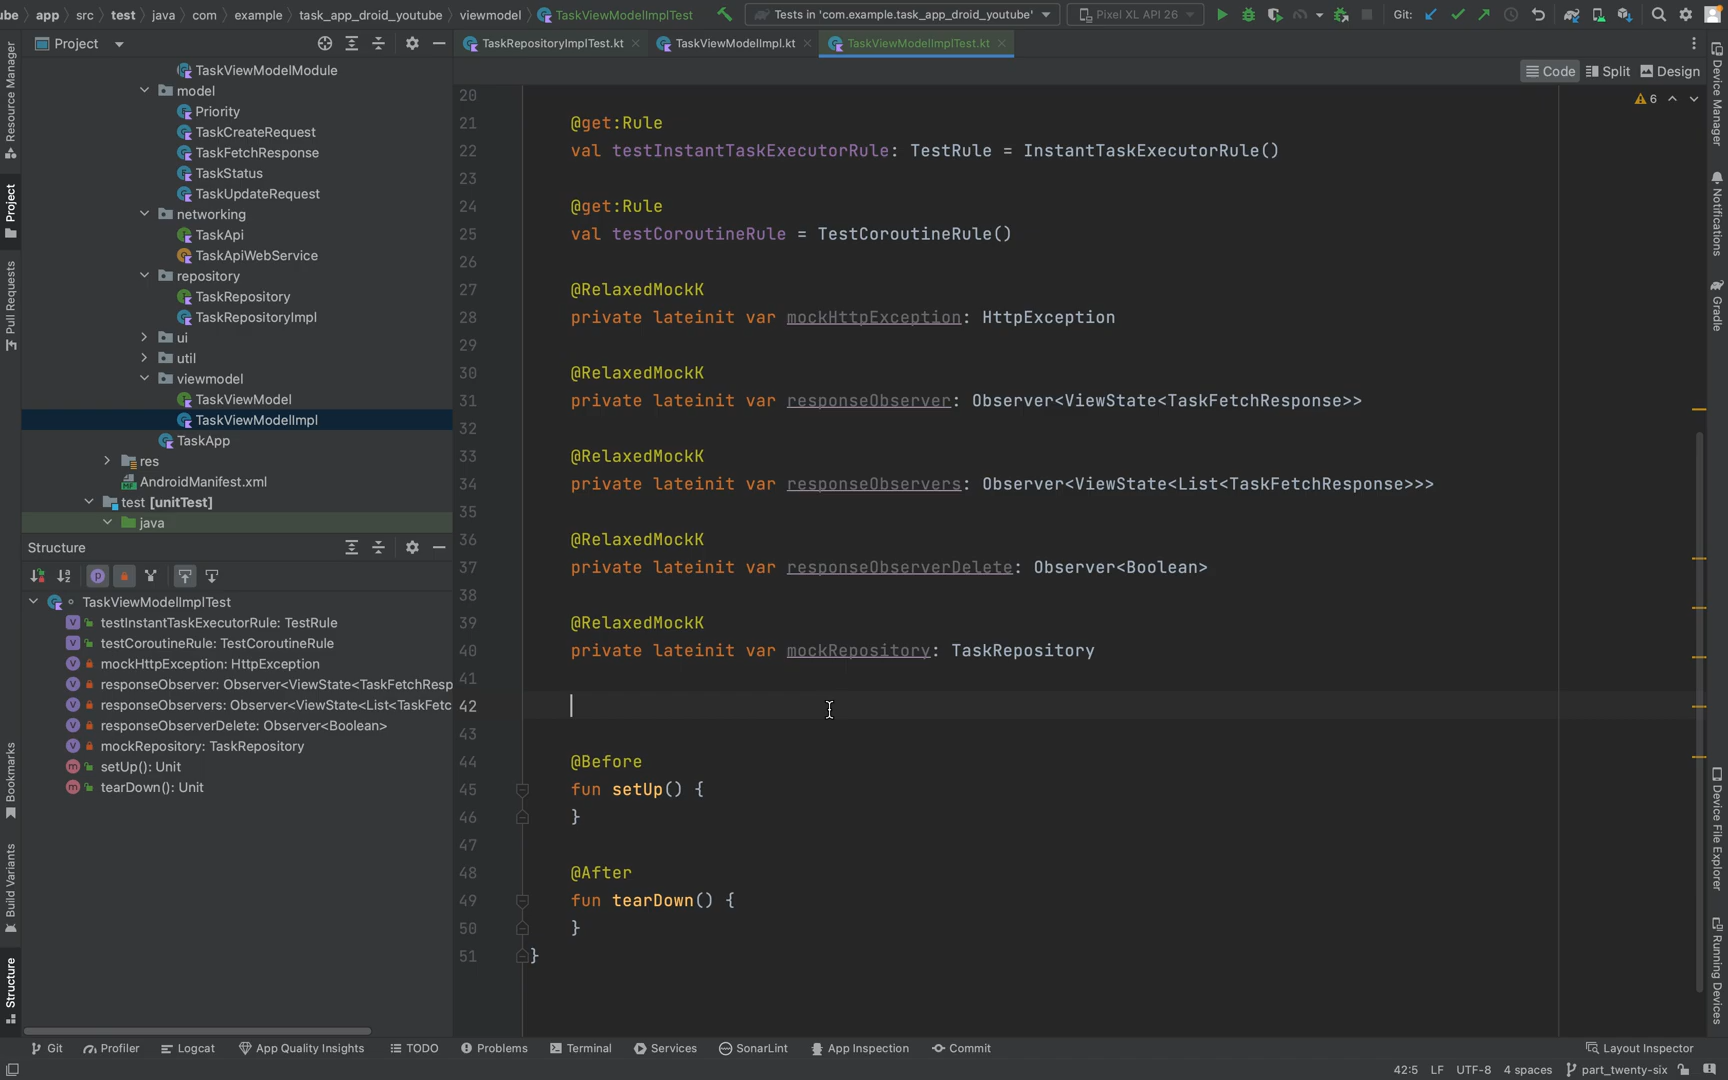 ube
app
src
test
java
com
example
task_app_droid_youtube
viewmodel
TaskViewModelImplTest
Tests in 'com.example.task_app_droid_youtube'
Pixel XL API 26
Git:
Project
TaskRepositoryImplTest.kt
TaskViewModelImpl.kt
TaskViewModelImplTest.kt
Code
Split
Design
6
Resource Manager
Project
Pull Requests
Bookmarks
Build Variants
Structure
TaskViewModelModule
model
Priority
TaskCreateRequest
TaskFetchResponse
TaskStatus
TaskUpdateRequest
networking
TaskApi
TaskApiWebService
repository
TaskRepository
TaskRepositoryImpl
ui
util
viewmodel
TaskViewModel
TaskViewModelImpl
TaskApp
res
AndroidManifest.xml
test [unitTest]
java
Structure
TaskViewModelImplTest
testInstantTaskExecutorRule: TestRule
testCoroutineRule: TestCoroutineRule
mockHttpException: HttpException
responseObserver: Observer<ViewState<TaskFetchResp
responseObservers: Observer<ViewState<List<TaskFetc
responseObserverDelete: Observer<Boolean>
mockRepository: TaskRepository
setUp(): Unit
tearDown(): Unit
20
21 @get:Rule
22 val testInstantTaskExecutorRule: TestRule = InstantTaskExecutorRule()
23
24 @get:Rule
25 val testCoroutineRule = TestCoroutineRule()
26
27 @RelaxedMockK
28 private lateinit var mockHttpException: HttpException
29
30 @RelaxedMockK
31 private lateinit var responseObserver: Observer<ViewState<TaskFetchResponse>>
32
33 @RelaxedMockK
34 private lateinit var responseObservers: Observer<ViewState<List<TaskFetchResponse>>>
35
36 @RelaxedMockK
37 private lateinit var responseObserverDelete: Observer<Boolean>
38
39 @RelaxedMockK
40 private lateinit var mockRepository: TaskRepository
41
42
43
44 @Before
45 fun setUp() {
46 }
47
48 @After
49 fun tearDown() {
50 }
51 }
Device Manager
Notifications
Gradle
Device File Explorer
Running Devices
Git
Profiler
Logcat
App Quality Insights
TODO
Problems
Terminal
Services
SonarLint
App Inspection
Commit
Layout Inspector
42:5
LF
UTF-8
4 spaces
part_twenty-six